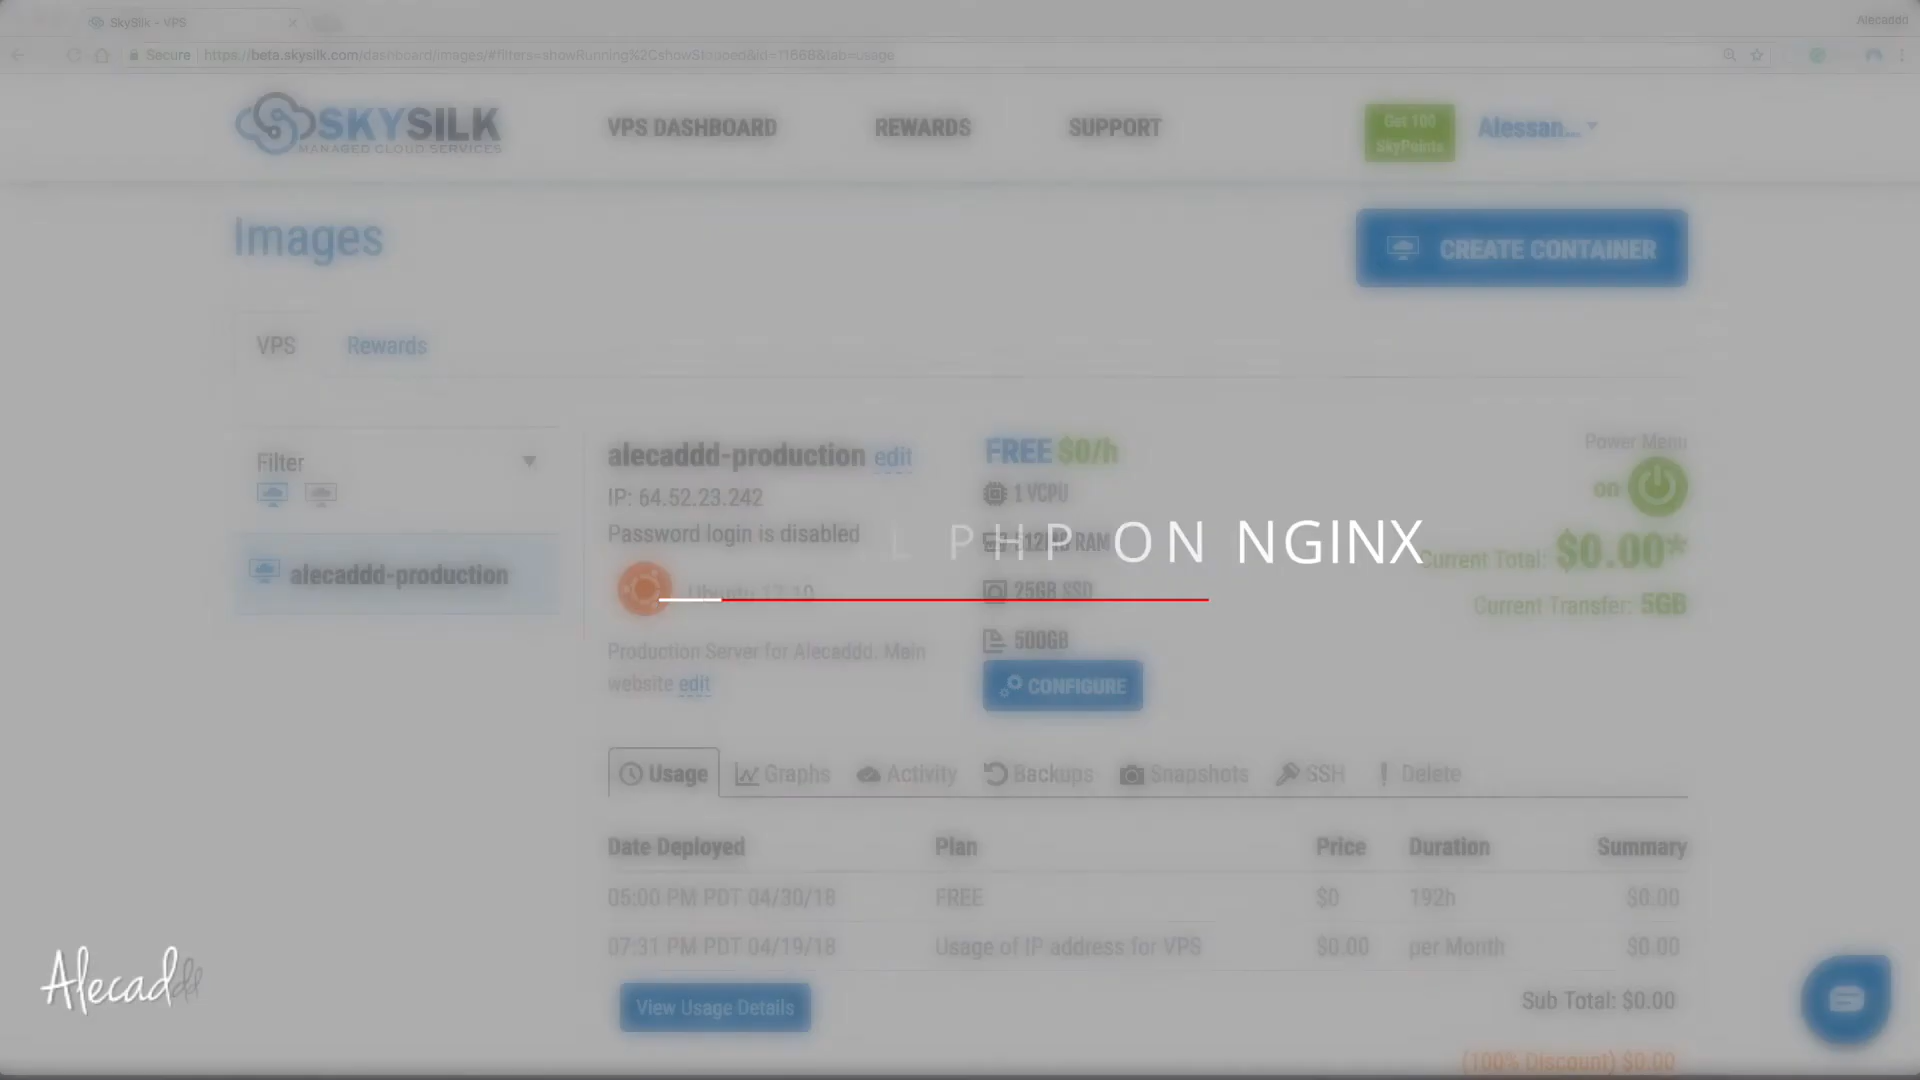 SkySilk - VPS
Alecaddd
Secure https://beta.skysilk.com/dashboard/images/#filters=showRunning%2CshowStopped&id=11668&tab=usage
SKYSILK
MANAGED CLOUD SERVICES
VPS DASHBOARD
REWARDS
SUPPORT
Get 100
SkyPoints
Alessan...
Images
CREATE CONTAINER
VPS
Rewards
Filter
alecaddd-production
alecaddd-production edit
IP: 64.52.23.242
Password login is disabled
Ubuntu 17.10
Production Server for Alecaddd. Main
website edit
FREE $0/h
1 VCPU
512MB RAM
25GB SSD
500GB
CONFIGURE
Power Menu
on
Current Total: $0.00*
Current Transfer: 5GB
L PHP ON NGINX
Usage
Graphs
Activity
Backups
Snapshots
SSH
Delete
Date Deployed Plan Price Duration Summary
05:00 PM PDT 04/30/18 FREE $0 192h $0.00
07:31 PM PDT 04/19/18 Usage of IP address for VPS $0.00 per Month $0.00
View Usage Details
Sub Total: $0.00
(100% Discount) $0.00
Alecaddd